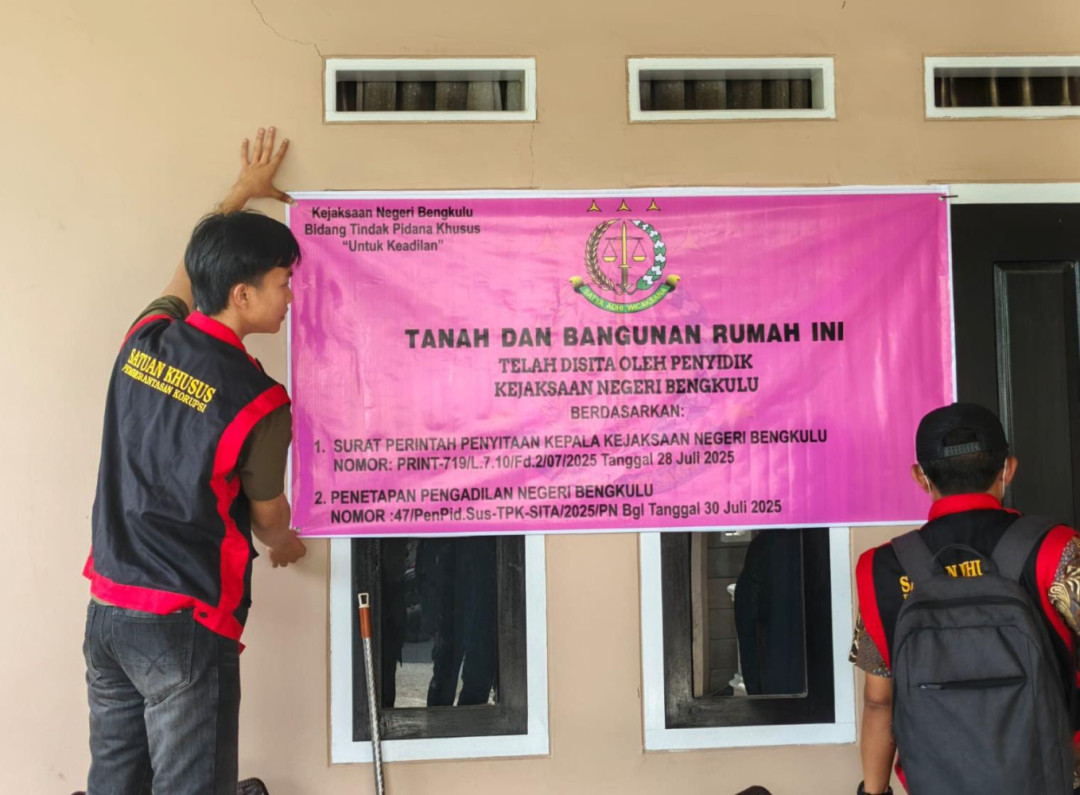 Kejaksaan Negeri Bengkulu
Bidang Tindak Pidana Khusus
“Untuk Keadilan”
SATYA ADHI WICAKSANA
TANAH DAN BANGUNAN RUMAH INI
TELAH DISITA OLEH PENYIDIK
KEJAKSAAN NEGERI BENGKULU
BERDASARKAN:
1. SURAT PERINTAH PENYITAAN KEPALA KEJAKSAAN NEGERI BENGKULU
NOMOR: PRINT-719/L.7.10/Fd.2/07/2025 Tanggal 28 Juli 2025
2. PENETAPAN PENGADILAN NEGERI BENGKULU
NOMOR :47/PenPid.Sus-TPK-SITA/2025/PN Bgl Tanggal 30 Juli 2025
SATUAN KHUSUS
PEMBERANTASAN KORUPSI